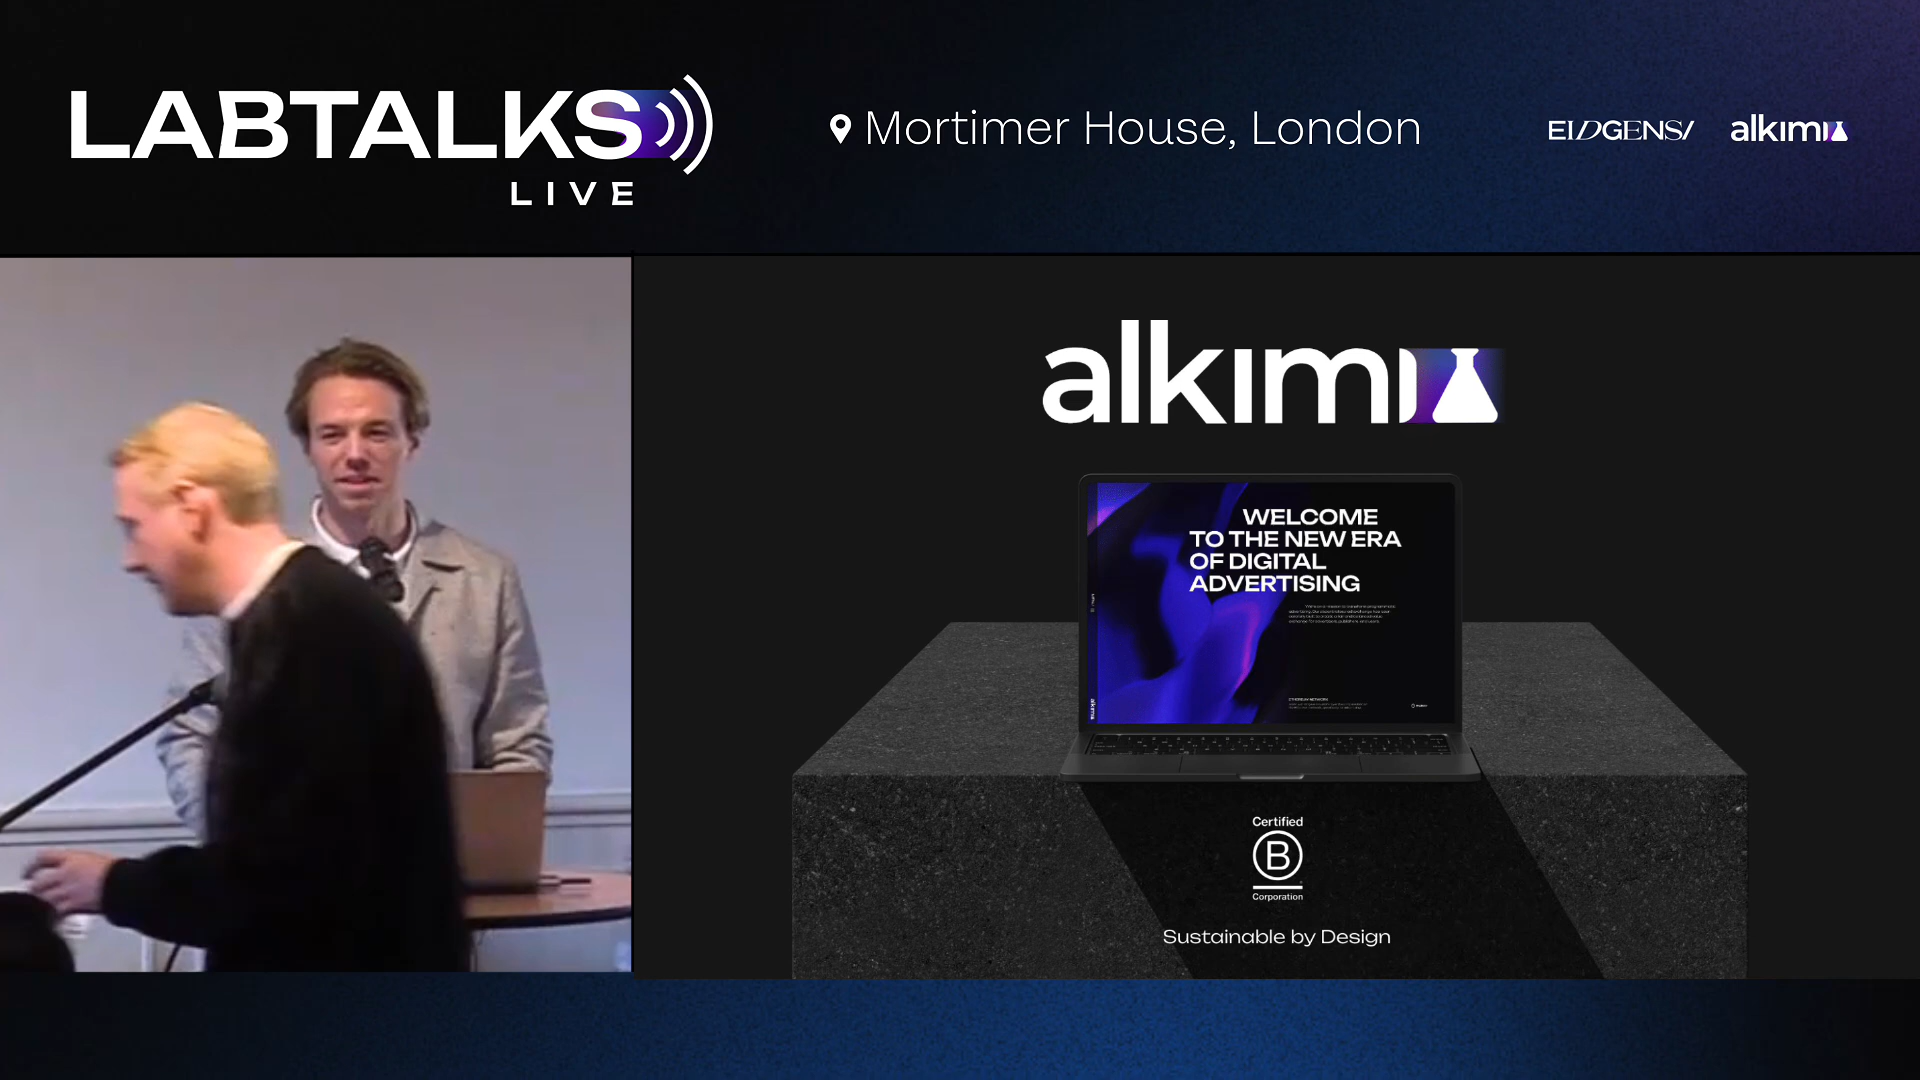 LABTALKS
LIVE
Mortimer House, London
EIDGENSI
alkimi
alkimi
WELCOME
TO THE NEW ERA
OF DIGITAL
ADVERTISING
Certified
B
Corporation
Sustainable by Design